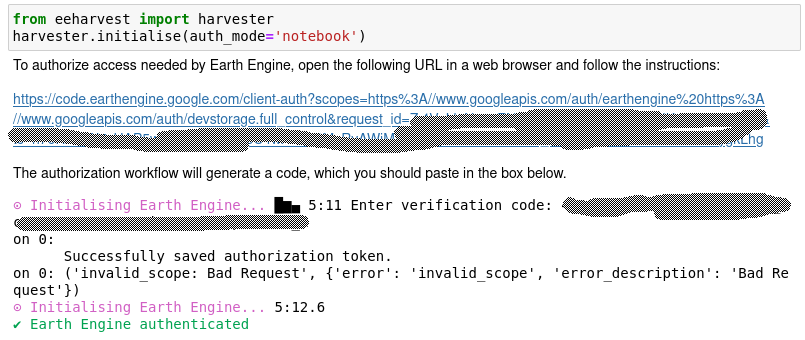 from eeharvest import harvester
harvester.initialise(auth_mode='notebook')
To authorize access needed by Earth Engine, open the following URL in a web browser and follow the instructions:
https://code.earthengine.google.com/client-auth?scopes=https%3A//www.googleapis.com/auth/earthengine%20https%3A
//www.googleapis.com/auth/devstorage.full_control&request_id=
The authorization workflow will generate a code, which you should paste in the box below.
⊙ Initialising Earth Engine... █▆▄ 5:11 Enter verification code:
on 0:
Successfully saved authorization token.
on 0: ('invalid_scope: Bad Request', {'error': 'invalid_scope', 'error_description': 'Bad Re
quest'})
⊙ Initialising Earth Engine... 5:12.6
✔ Earth Engine authenticated